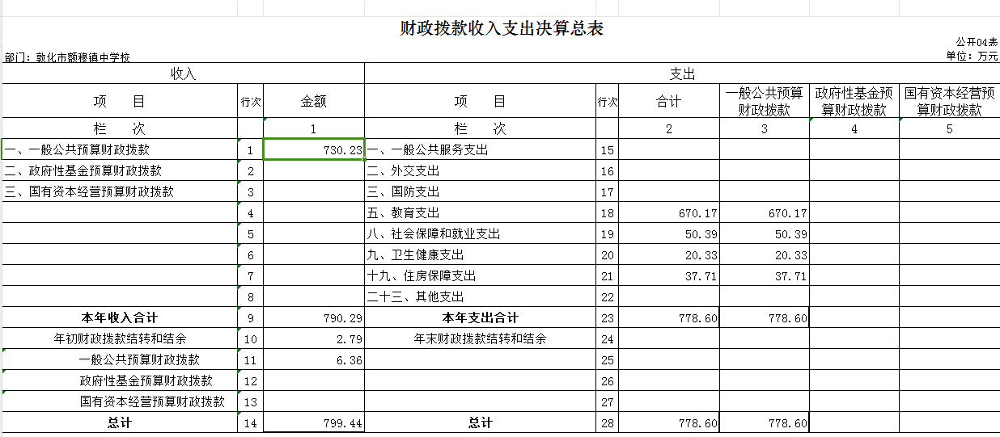 财政拨款收入支出决算总表
公开04表
部门：敦化市额穆镇中学校 单位：万元
收入 支出
项 目 行次 金额 项 目 行次 合计 一般公共预算财政拨款 政府性基金预算财政拨款 国有资本经营预算财政拨款
栏 次 1 栏 次 2 3 4 5
一、一般公共预算财政拨款 1 730.23 一、一般公共服务支出 15
二、政府性基金预算财政拨款 2 二、外交支出 16
三、国有资本经营预算财政拨款 3 三、国防支出 17
4 五、教育支出 18 670.17 670.17
5 八、社会保障和就业支出 19 50.39 50.39
6 九、卫生健康支出 20 20.33 20.33
7 十九、住房保障支出 21 37.71 37.71
8 二十三、其他支出 22
本年收入合计 9 790.29 本年支出合计 23 778.60 778.60
年初财政拨款结转和结余 10 2.79 年末财政拨款结转和结余 24
一般公共预算财政拨款 11 6.36 25
政府性基金预算财政拨款 12 26
国有资本经营预算财政拨款 13 27
总计 14 799.44 总计 28 778.60 778.60